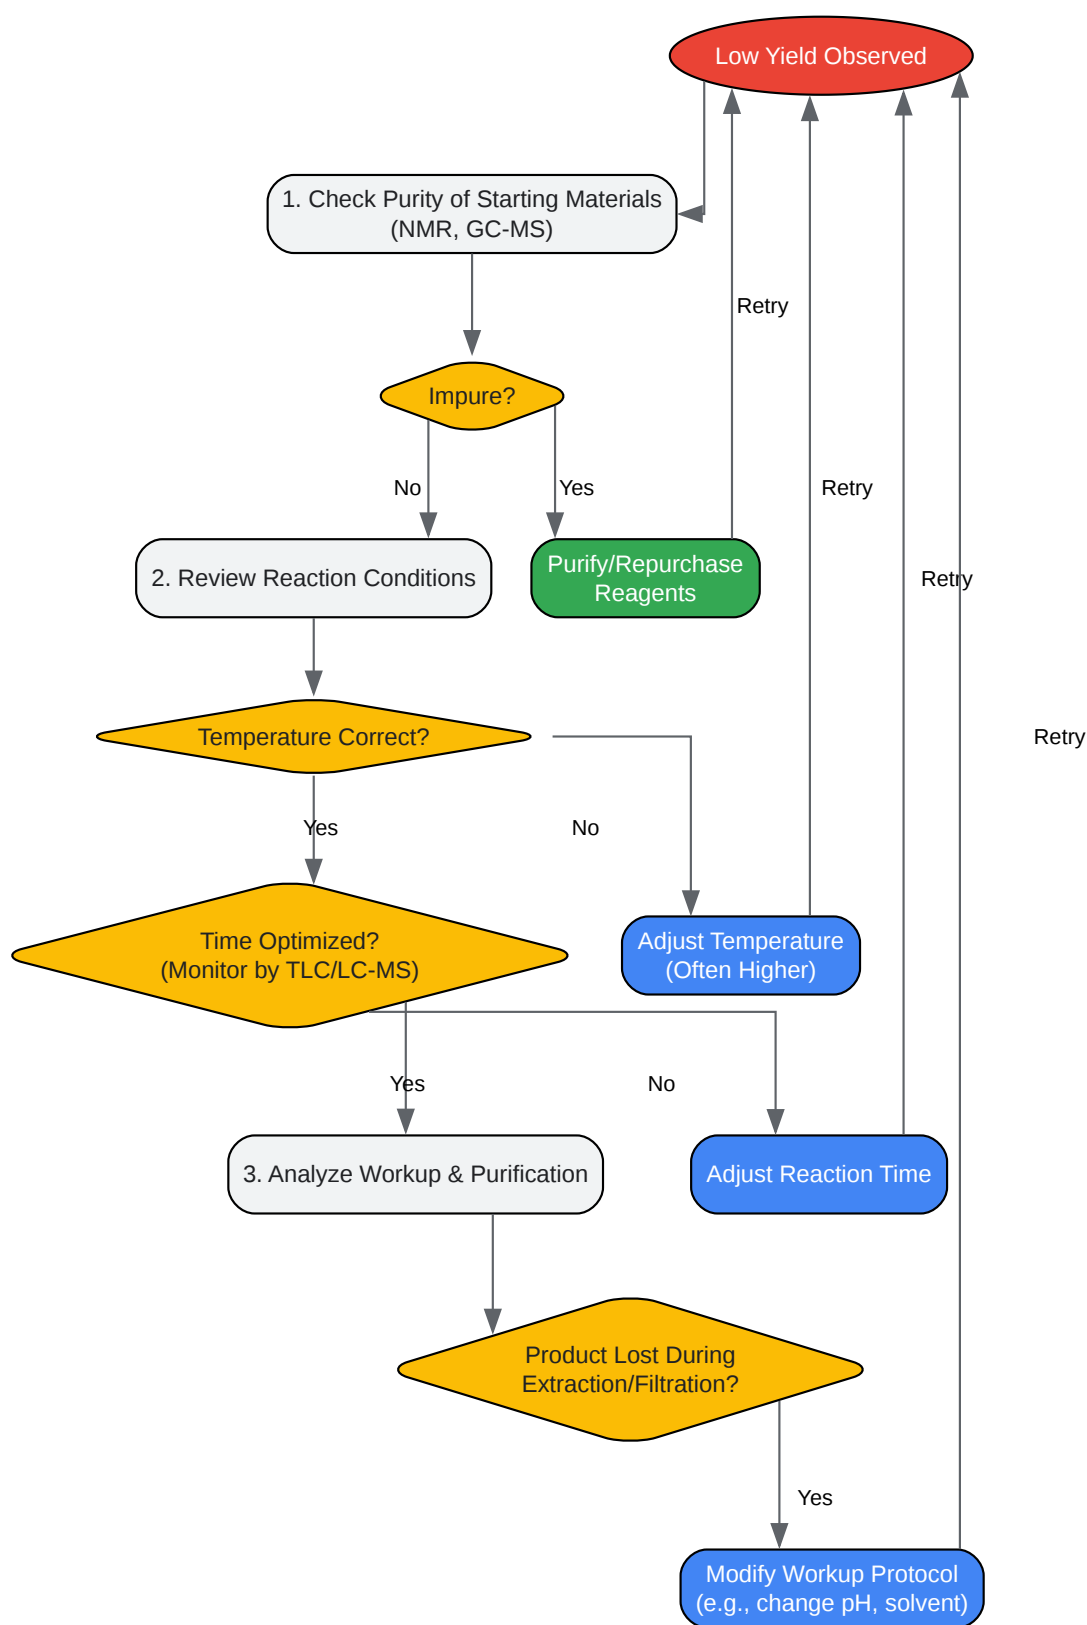 Low Yield Observed
1. Check Purity of Starting Materials
(NMR, GC-MS)
Retry
Impure?
No
Yes
Retry
2. Review Reaction Conditions
Purify/Repurchase
Reagents
Retry
Temperature Correct?
Retry
Yes
No
Time Optimized?
(Monitor by TLC/LC-MS)
Adjust Temperature
(Often Higher)
Yes
No
3. Analyze Workup & Purification
Adjust Reaction Time
Product Lost During
Extraction/Filtration?
Yes
Modify Workup Protocol
(e.g., change pH, solvent)